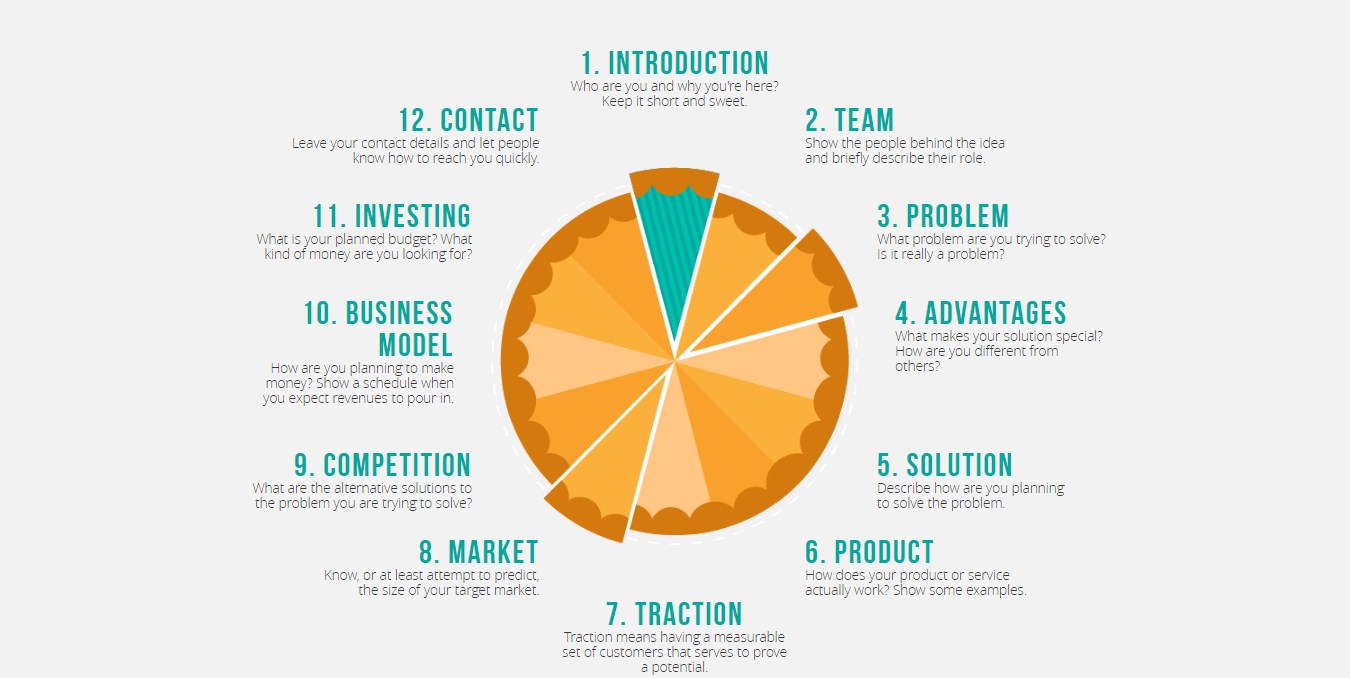 1. INTRODUCTION
Who are you and why you're here?
Keep it short and sweet.
2. TEAM
Show the people behind the idea
and briefly describe their role.
3. PROBLEM
What problem are you trying to solve?
Is it really a problem?
4. ADVANTAGES
What makes your solution special?
How are you different from
others?
5. SOLUTION
Describe how are you planning
to solve the problem.
6. PRODUCT
How does your product or service
actually work? Show some examples.
7. TRACTION
Traction means having a measurable
set of customers that serves to prove
a potential.
8. MARKET
Know, or at least attempt to predict,
the size of your target market.
9. COMPETITION
What are the alternative solutions to
the problem you are trying to solve?
10. BUSINESS
MODEL
How are you planning to make
money? Show a schedule when
you expect revenues to pour in.
11. INVESTING
What is your planned budget? What
kind of money are you looking for?
12. CONTACT
Leave your contact details and let people
know how to reach you quickly.